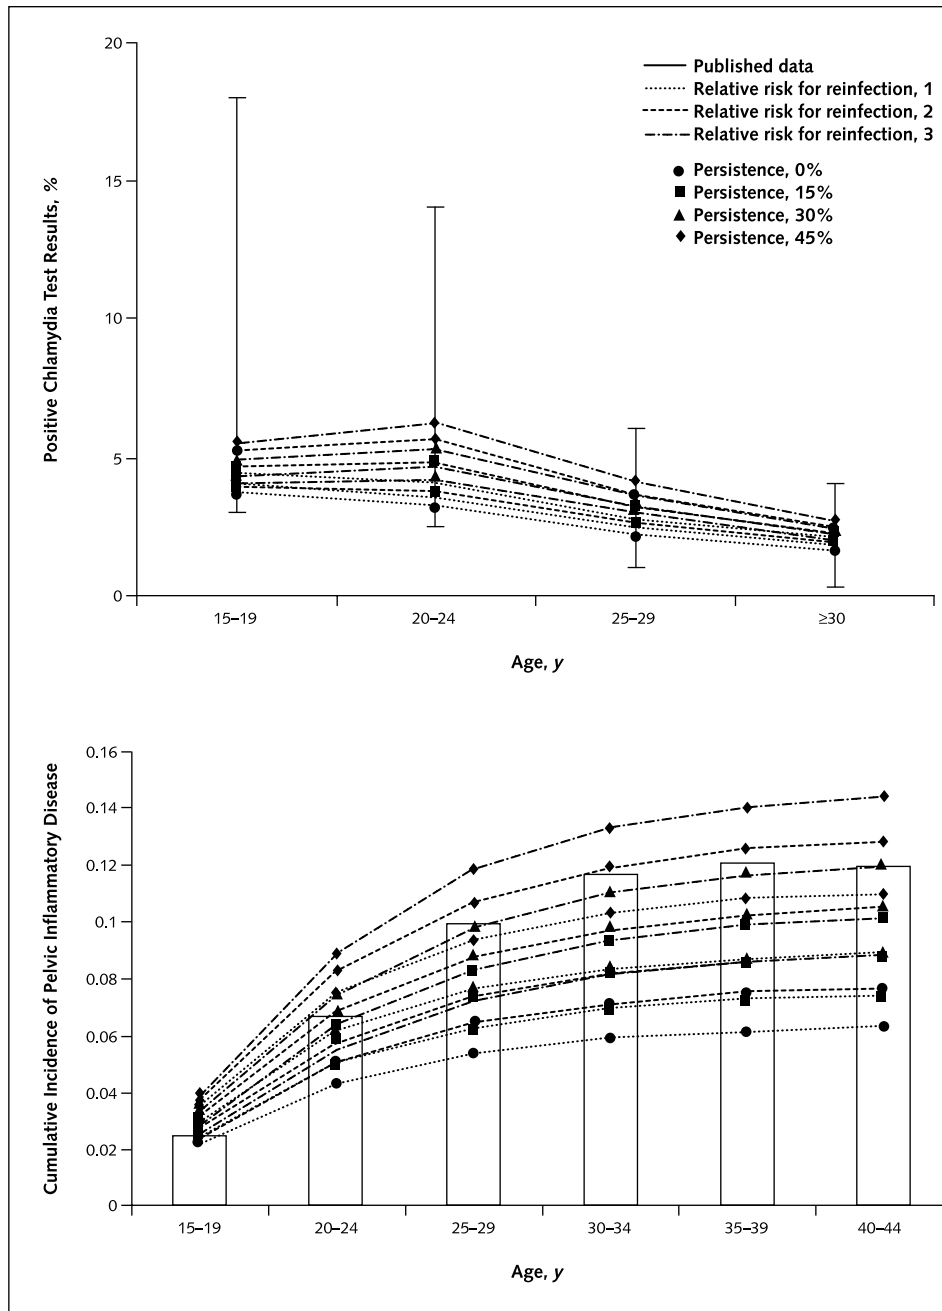 20
15
10
5
0
Positive Chlamydia Test Results, %
Published data
Relative risk for reinfection, 1
Relative risk for reinfection, 2
Relative risk for reinfection, 3
Persistence, 0%
Persistence, 15%
Persistence, 30%
Persistence, 45%
15–19 20–24 25–29 ≥30
Age, y
0.16
0.14
0.12
0.1
0.08
0.06
0.04
0.02
0
Cumulative Incidence of Pelvic Inflammatory Disease
15–19 20–24 25–29 30–34 35–39 40–44
Age, y